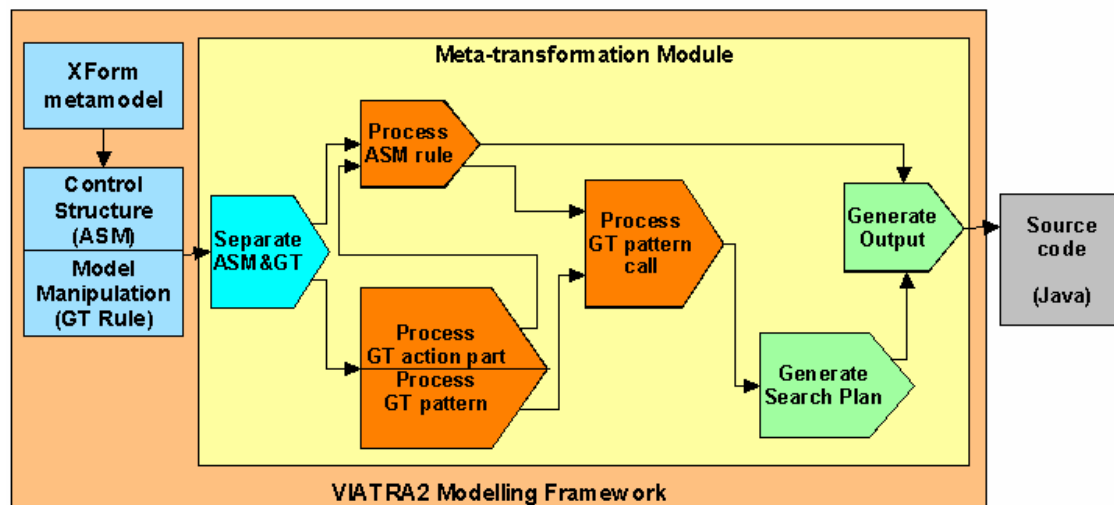 Meta-transformation Module
XForm
metamodel
Control
Structure
(ASM)
Model
Manipulation
(GT Rule)
Separate
ASM&GT
Process
ASM rule
Process
GT action part
Process
GT pattern
Process
GT pattern
call
Generate
Search Plan
Generate
Output
Source
code
(Java)
VIATRA2 Modelling Framework